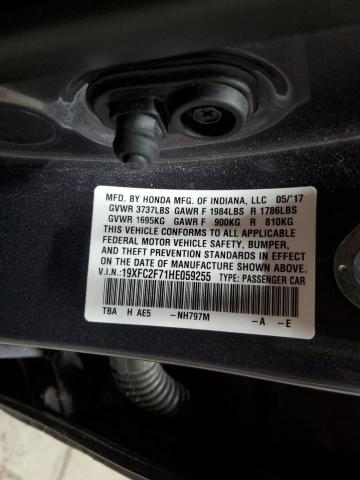 MFD. BY HONDA MFG. OF INDIANA, LLC 05/'17
GVWR 3737LBS GAWR F 1984LBS R 1786LBS
GVWR 1695KG GAWR F 900KG R 810KG
THIS VEHICLE CONFORMS TO ALL APPLICABLE
FEDERAL MOTOR VEHICLE SAFETY, BUMPER,
AND THEFT PREVENTION STANDARDS IN EFFECT
ON THE DATE OF MANUFACTURE SHOWN ABOVE.
V.I.N.:19XFC2F71HE059255 TYPE: PASSENGER CAR
TBA H AE5 -NH797M -A -E